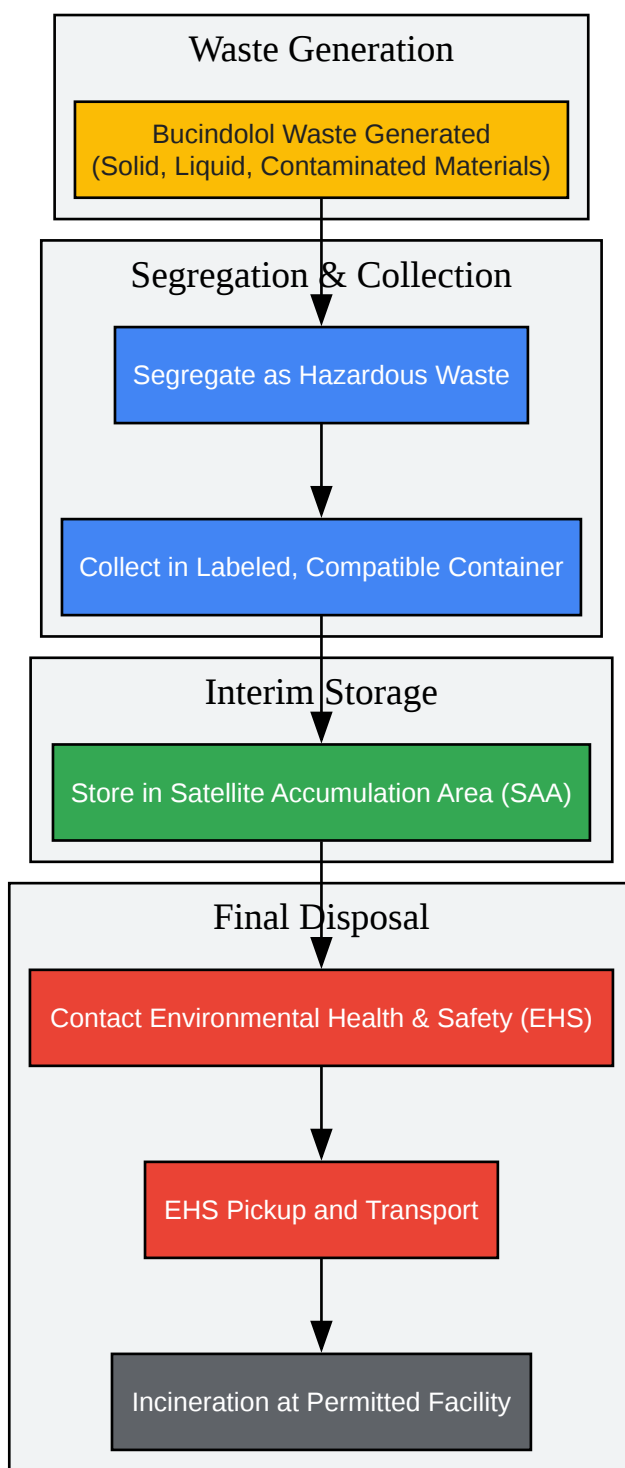 Waste Generation
Bucindolol Waste Generated
(Solid, Liquid, Contaminated Materials)
Segregation & Collection
Segregate as Hazardous Waste
Collect in Labeled, Compatible Container
Interim Storage
Store in Satellite Accumulation Area (SAA)
Final Disposal
Contact Environmental Health & Safety (EHS)
EHS Pickup and Transport
Incineration at Permitted Facility